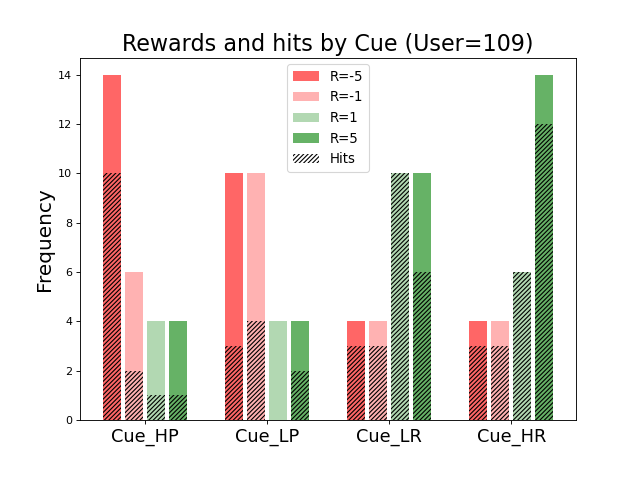 Rewards and hits by Cue (User=109)
R=-5
R=-1
R=1
R=5
Hits
Frequency
14
12
10
8
6
4
2
0
Cue_HP Cue_LP Cue_LR Cue_HR